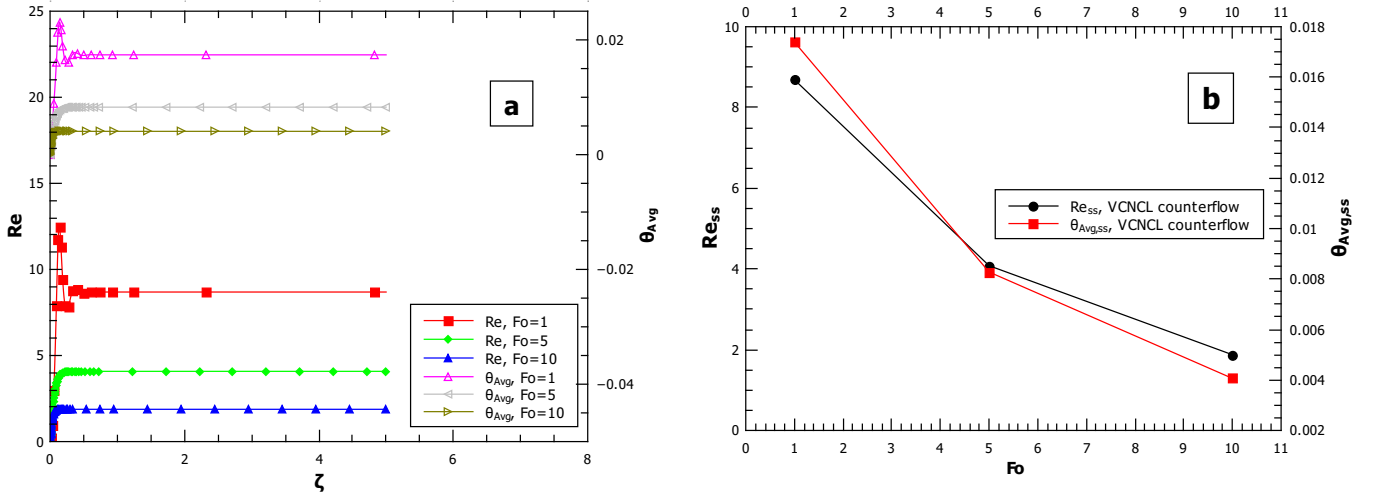 a
25
20
15
10
5
0
Re
0
2
4
6
8
ζ
0.02
0
−0.02
−0.04
θAvg
Re, Fo=1
Re, Fo=5
Re, Fo=10
θAvg, Fo=1
θAvg, Fo=5
θAvg, Fo=10
b
0 1 2 3 4 5 6 7 8 9 10 11
10
8
6
4
2
0
Ress
0 1 2 3 4 5 6 7 8 9 10 11
Fo
0.018
0.016
0.014
0.012
0.01
0.008
0.006
0.004
0.002
θAvg,ss
Ress, VCNCL counterflow
θAvg,ss, VCNCL counterflow